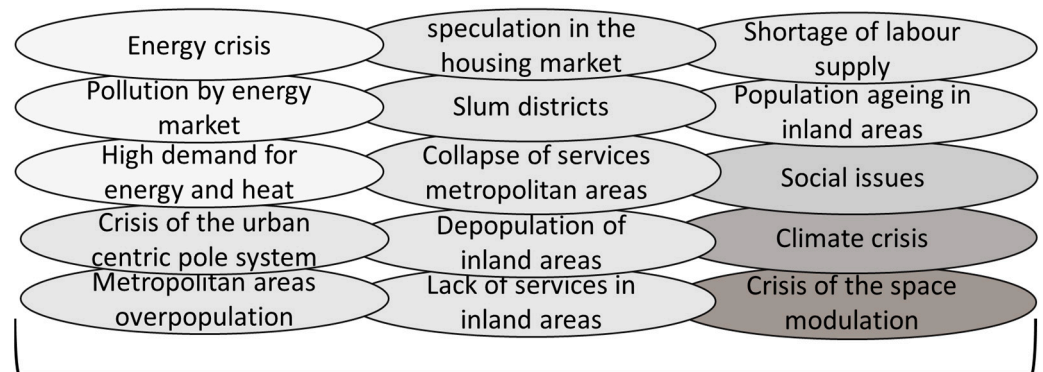 Energy crisis
Pollution by energy
market
High demand for
energy and heat
Crisis of the urban
centric pole system
Metropolitan areas
overpopulation
speculation in the
housing market
Slum districts
Collapse of services
metropolitan areas
Depopulation of
inland areas
Lack of services in
inland areas
Shortage of labour
supply
Population ageing in
inland areas
Social issues
Climate crisis
Crisis of the space
modulation